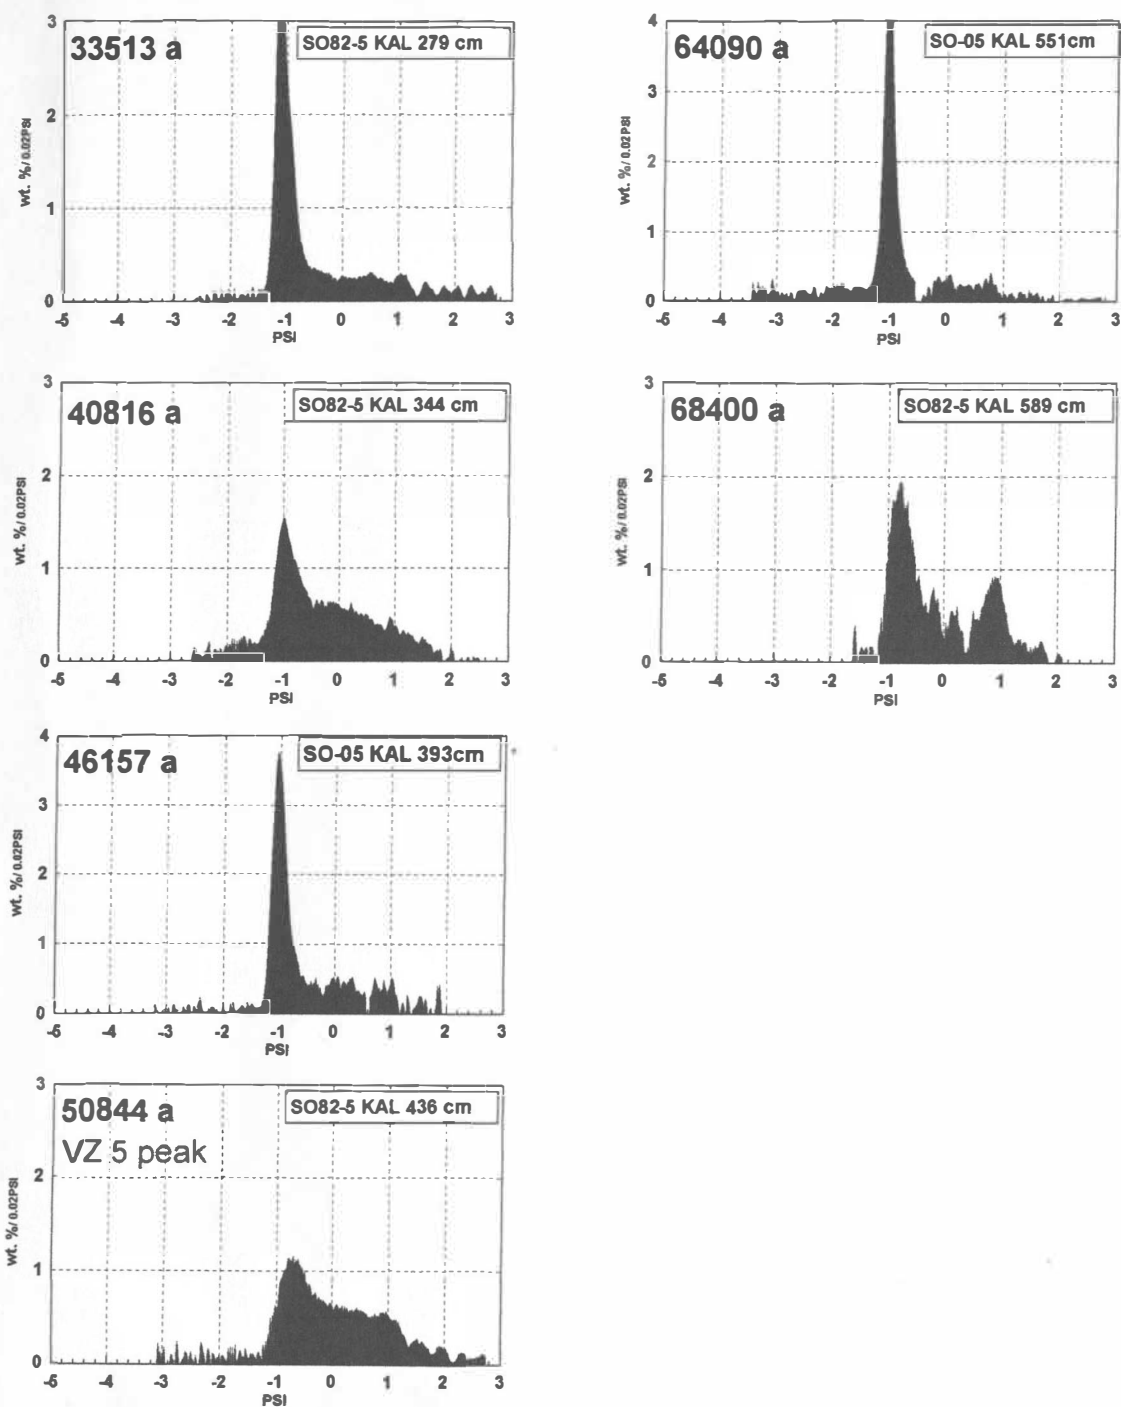 33513 a
SO82-5 KAL 279 cm
3
2
1
0
wt. %/ 0.02PSI
-5 -4 -3 -2 -1 0 1 2 3
PSI
64090 a
SO-05 KAL 551cm
4
3
2
1
0
wt. %/ 0.02PSI
-5 -4 -3 -2 -1 0 1 2 3
PSI
40816 a
SO82-5 KAL 344 cm
3
2
1
0
wt. %/ 0.02PSI
-5 -4 -3 -2 -1 0 1 2 3
PSI
68400 a
SO82-5 KAL 589 cm
3
2
1
0
wt. %/ 0.02PSI
-5 -4 -3 -2 -1 0 1 2 3
PSI
46157 a
SO-05 KAL 393cm
4
3
2
1
0
wt. %/ 0.02PSI
-5 -4 -3 -2 -1 0 1 2 3
PSI
50844 a
VZ 5 peak
SO82-5 KAL 436 cm
3
2
1
0
wt. %/ 0.02PSI
-5 -4 -3 -2 -1 0 1 2 3
PSI